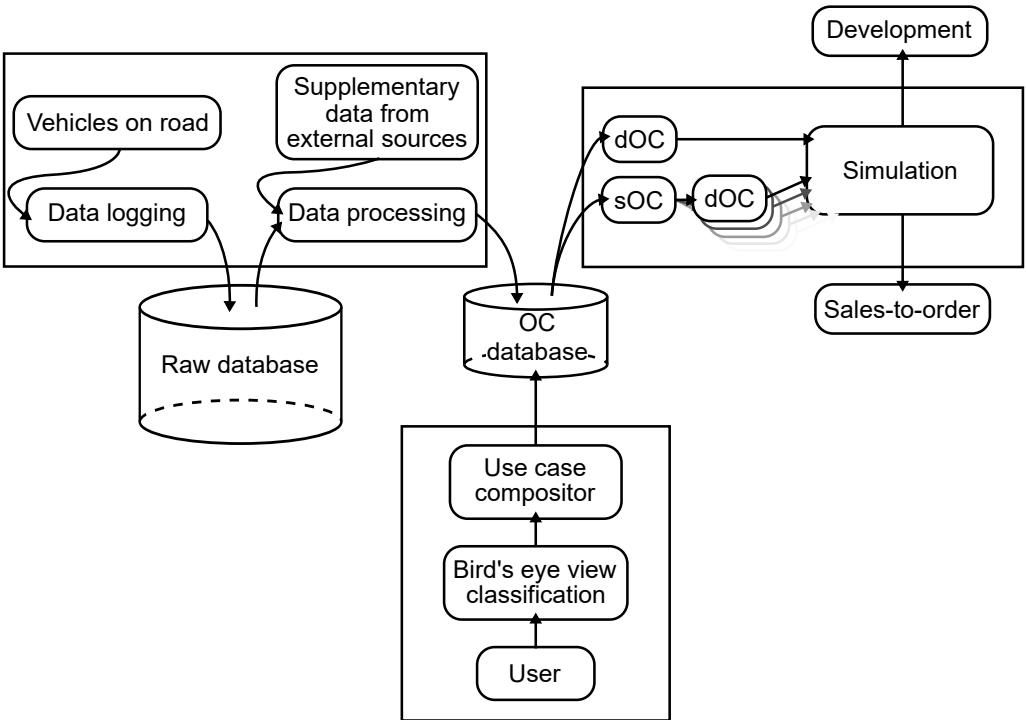 Development
Supplementary
data from
external sources
Vehicles on road
dOC
Simulation
sOC
dOC
Data logging
Data processing
Sales-to-order
OC
database
Raw database
Use case
compositor
Bird's eye view
classification
User